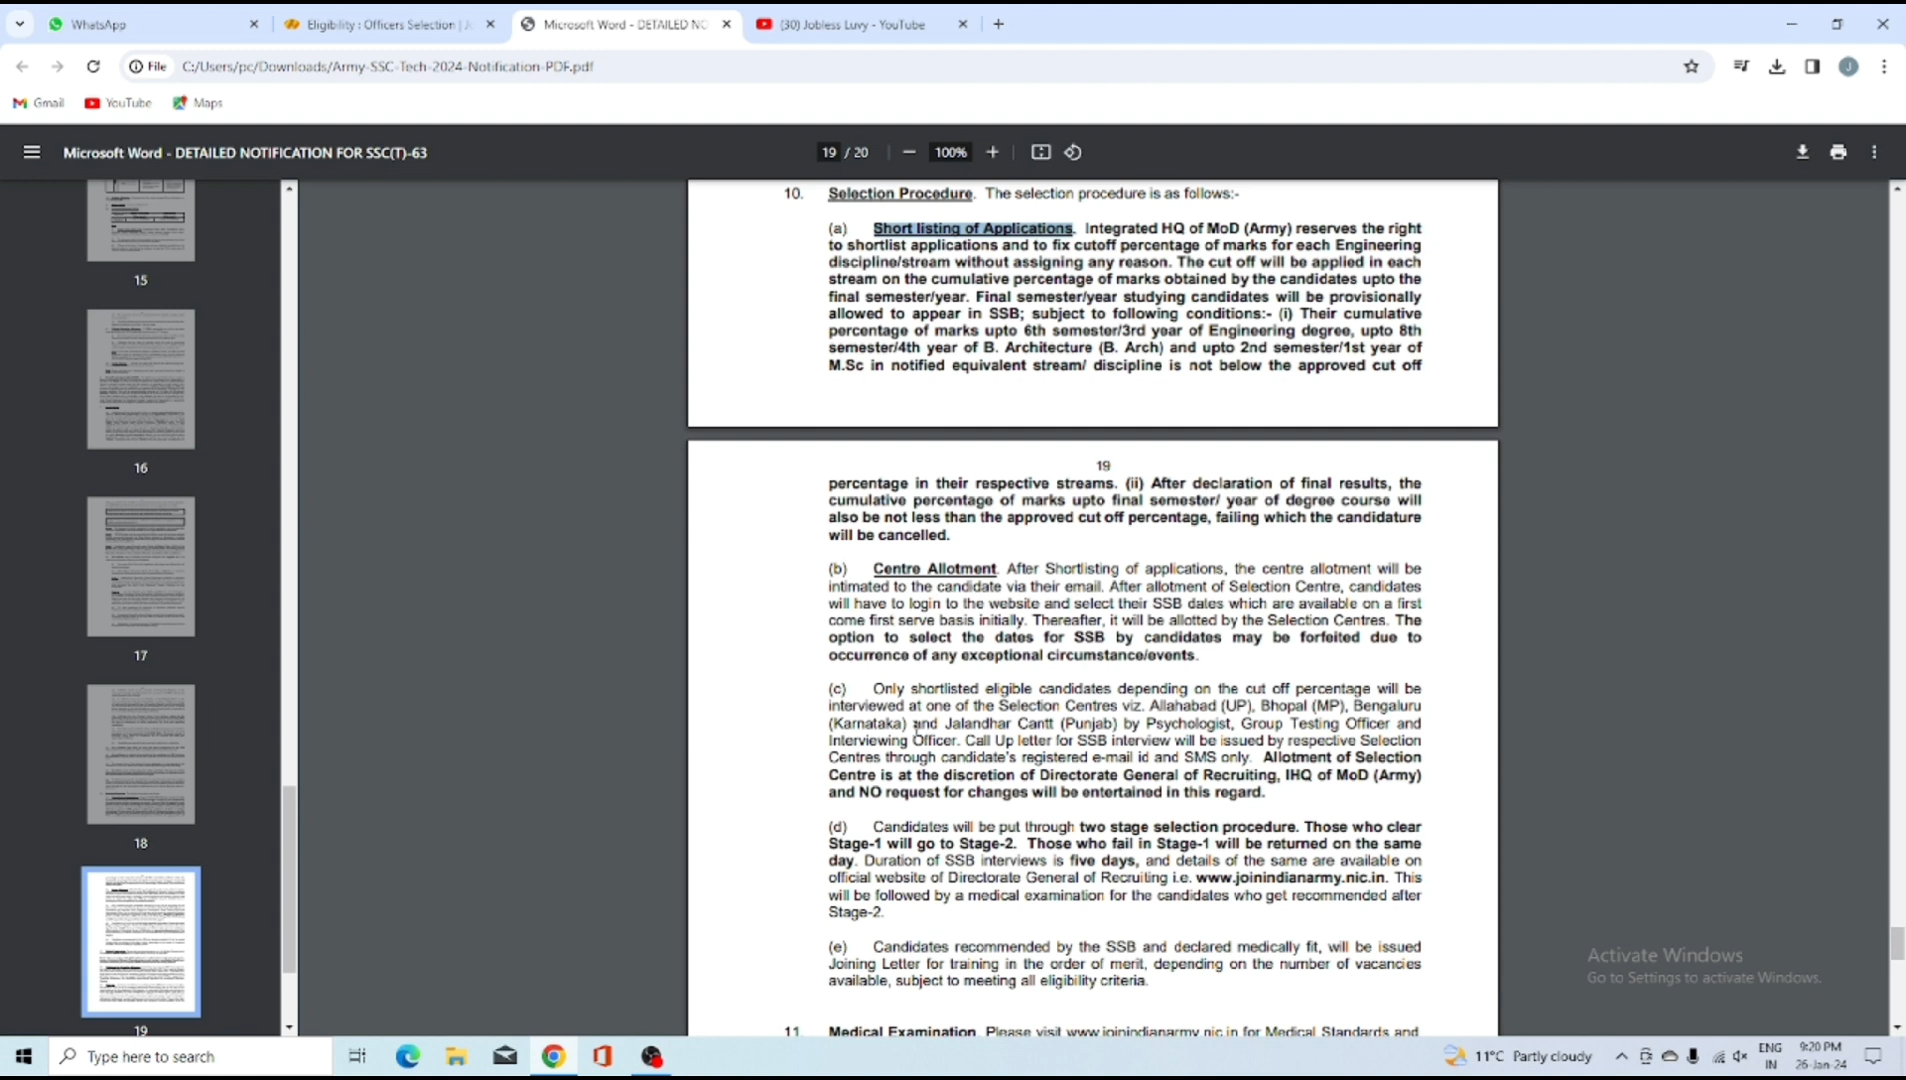 WhatsApp
Eligibility : Officers Selection | Jo
Microsoft Word - DETAILED NO
(30) Jobless Luvy - YouTube
File C:/Users/pc/Downloads/Army-SSC-Tech-2024-Notification-PDF.pdf
J
Gmail YouTube Maps
Microsoft Word - DETAILED NOTIFICATION FOR SSC(T)-63
19 / 20 100%
15
16
17
18
19
10. Selection Procedure. The selection procedure is as follows:-
(a) Short listing of Applications. Integrated HQ of MoD (Army) reserves the right
to shortlist applications and to fix cutoff percentage of marks for each Engineering
discipline/stream without assigning any reason. The cut off will be applied in each
stream on the cumulative percentage of marks obtained by the candidates upto the
final semester/year. Final semester/year studying candidates will be provisionally
allowed to appear in SSB; subject to following conditions:- (i) Their cumulative
percentage of marks upto 6th semester/3rd year of Engineering degree, upto 8th
semester/4th year of B. Architecture (B. Arch) and upto 2nd semester/1st year of
M.Sc in notified equivalent stream/ discipline is not below the approved cut off
19
percentage in their respective streams. (ii) After declaration of final results, the
cumulative percentage of marks upto final semester/ year of degree course will
also be not less than the approved cut off percentage, failing which the candidature
will be cancelled.
(b) Centre Allotment. After Shortlisting of applications, the centre allotment will be
intimated to the candidate via their email. After allotment of Selection Centre, candidates
will have to login to the website and select their SSB dates which are available on a first
come first serve basis initially. Thereafter, it will be allotted by the Selection Centres. The
option to select the dates for SSB by candidates may be forfeited due to
occurrence of any exceptional circumstance/events.
(c) Only shortlisted eligible candidates depending on the cut off percentage will be
interviewed at one of the Selection Centres viz. Allahabad (UP), Bhopal (MP), Bengaluru
(Karnataka) and Jalandhar Cantt (Punjab) by Psychologist, Group Testing Officer and
Interviewing Officer. Call Up letter for SSB interview will be issued by respective Selection
Centres through candidate's registered e-mail id and SMS only. Allotment of Selection
Centre is at the discretion of Directorate General of Recruiting, IHQ of MoD (Army)
and NO request for changes will be entertained in this regard.
(d) Candidates will be put through two stage selection procedure. Those who clear
Stage-1 will go to Stage-2. Those who fail in Stage-1 will be returned on the same
day. Duration of SSB interviews is five days, and details of the same are available on
official website of Directorate General of Recruiting i.e. www.joinindianarmy.nic.in. This
will be followed by a medical examination for the candidates who get recommended after
Stage-2.
(e) Candidates recommended by the SSB and declared medically fit, will be issued
Joining Letter for training in the order of merit, depending on the number of vacancies
available, subject to meeting all eligibility criteria.
11. Medical Examination. Please visit www.joinindianarmy.nic.in for Medical Standards and
Activate Windows
Go to Settings to activate Windows.
Type here to search
11°C Partly cloudy
ENG
IN
9:20 PM
26-Jan-24